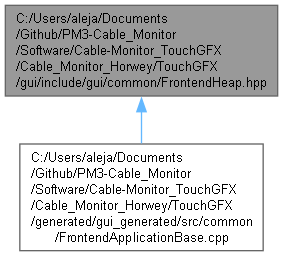 C:/Users/aleja/Documents
/Github/PM3-Cable_Monitor
/Software/Cable-Monitor_TouchGFX
/Cable_Monitor_Horwey/TouchGFX
/gui/include/gui/common/FrontendHeap.hpp
C:/Users/aleja/Documents
/Github/PM3-Cable_Monitor
/Software/Cable-Monitor_TouchGFX
/Cable_Monitor_Horwey/TouchGFX
/generated/gui_generated/src/common
/FrontendApplicationBase.cpp